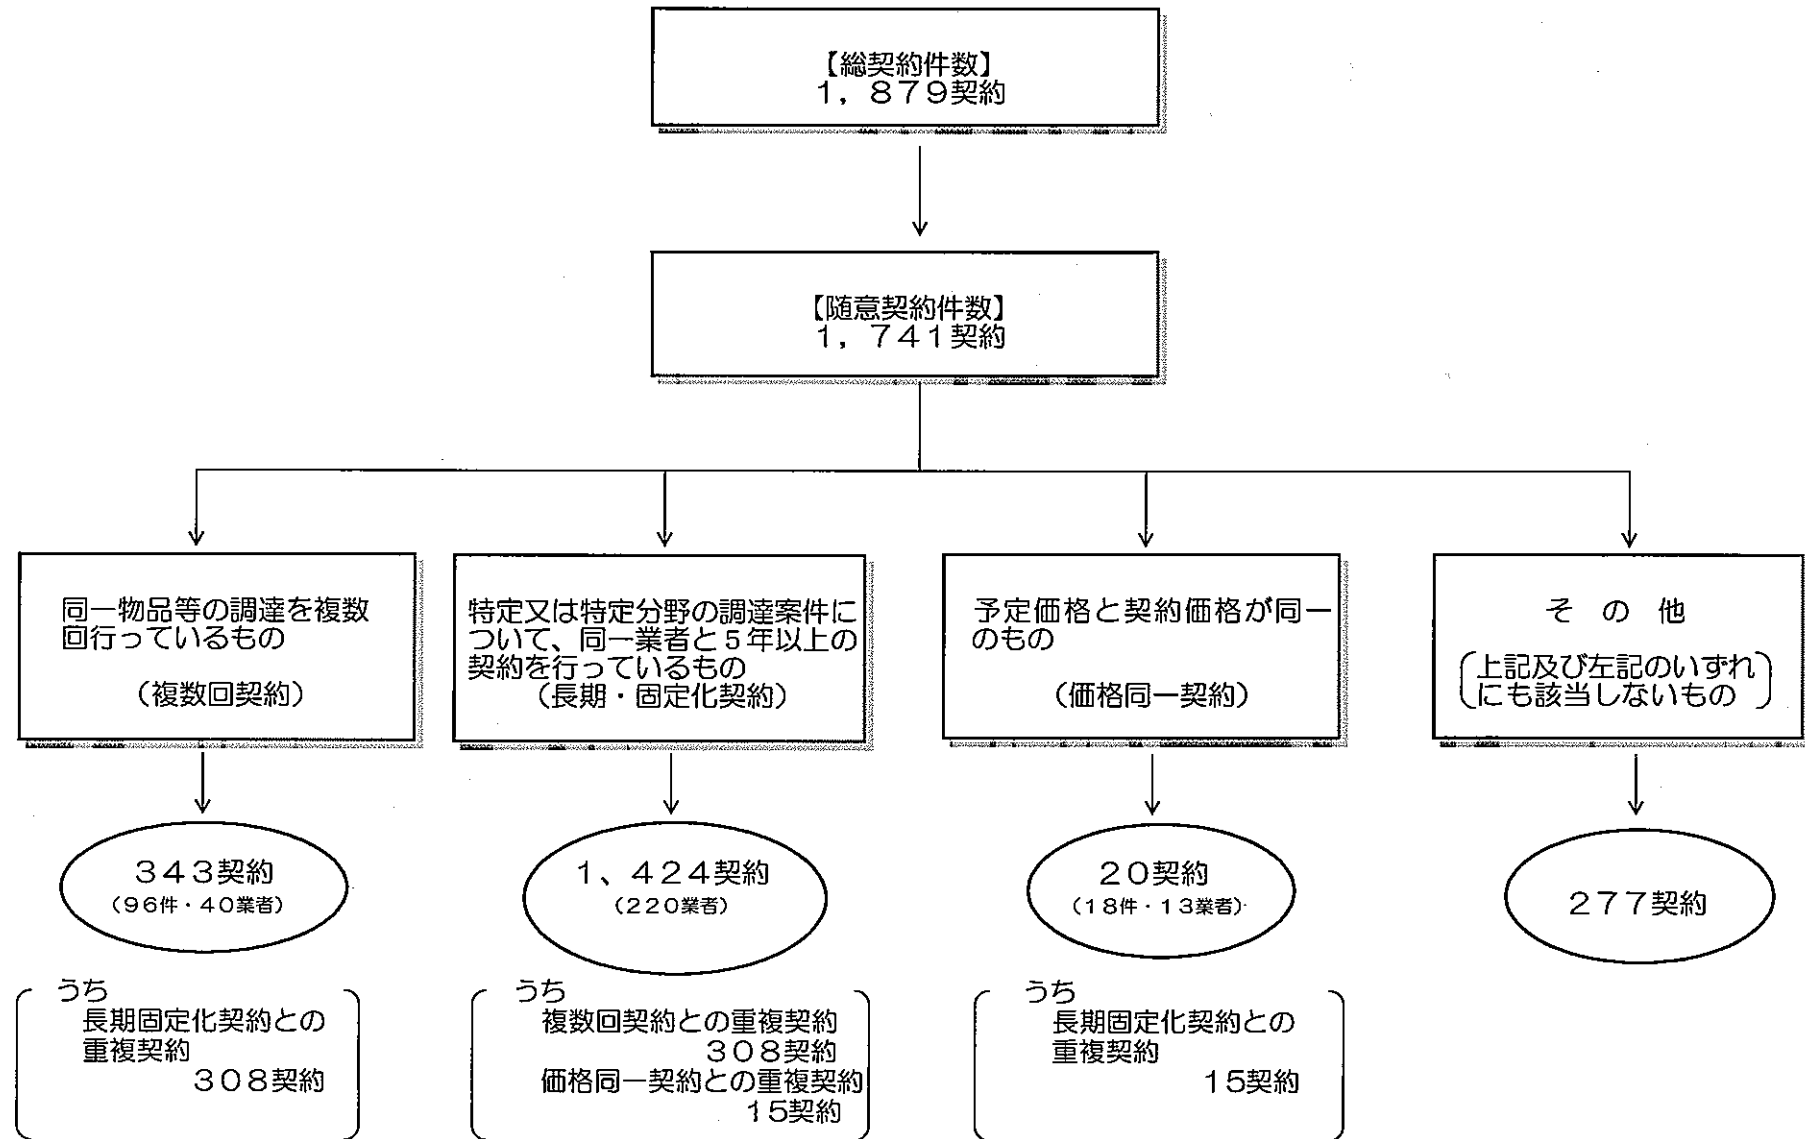 【総契約件数】
１，８７９契約
【随意契約件数】
１，７４１契約
同一物品等の調達を複数
回行っているもの
（複数回契約）
特定又は特定分野の調達案件に
ついて、同一業者と５年以上の
契約を行っているもの
（長期・固定化契約）
予定価格と契約価格が同一
のもの
（価格同一契約）
そ の 他
上記及び左記のいずれ
にも該当しないもの
３４３契約
（９６件・４０業者）
１、４２４契約
（２２０業者）
２０契約
（１８件・１３業者）
２７７契約
うち
長期固定化契約との
重複契約
３０８契約
うち
複数回契約との重複契約
３０８契約
価格同一契約との重複契約
１５契約
うち
長期固定化契約との
重複契約
１５契約